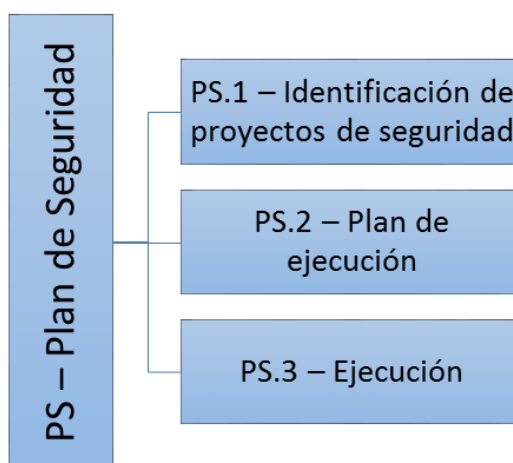 PS – Plan de Seguridad
PS.1 – Identificación de
proyectos de seguridad
PS.2 – Plan de
ejecución
PS.3 – Ejecución